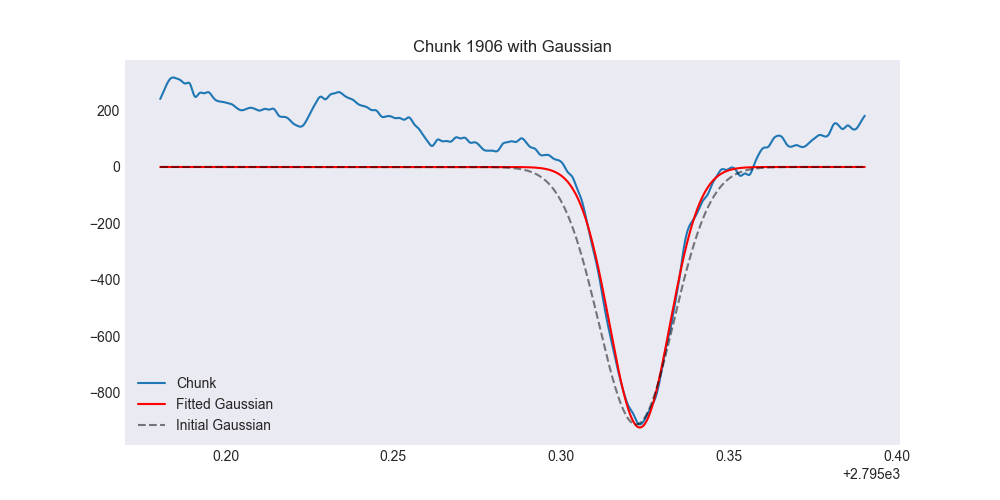 Chunk 1906 with Gaussian
200
0
−200
−400
−600
−800
Chunk
Fitted Gaussian
Initial Gaussian
0.20 0.25 0.30 0.35 0.40
+2.795e3